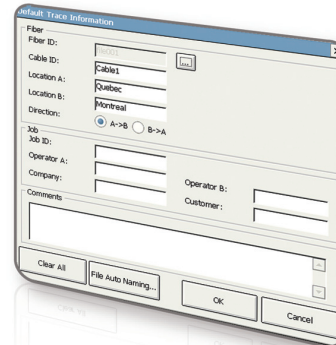 Default Trace Information
Fiber
Fiber ID:
Cable ID: Cable1
Location A: Quebec
Location B: Montreal
Direction: A->B B->A
Job
Job ID:
Operator A: Operator B:
Company: Customer:
Comments
Clear All File Auto Naming... OK Cancel